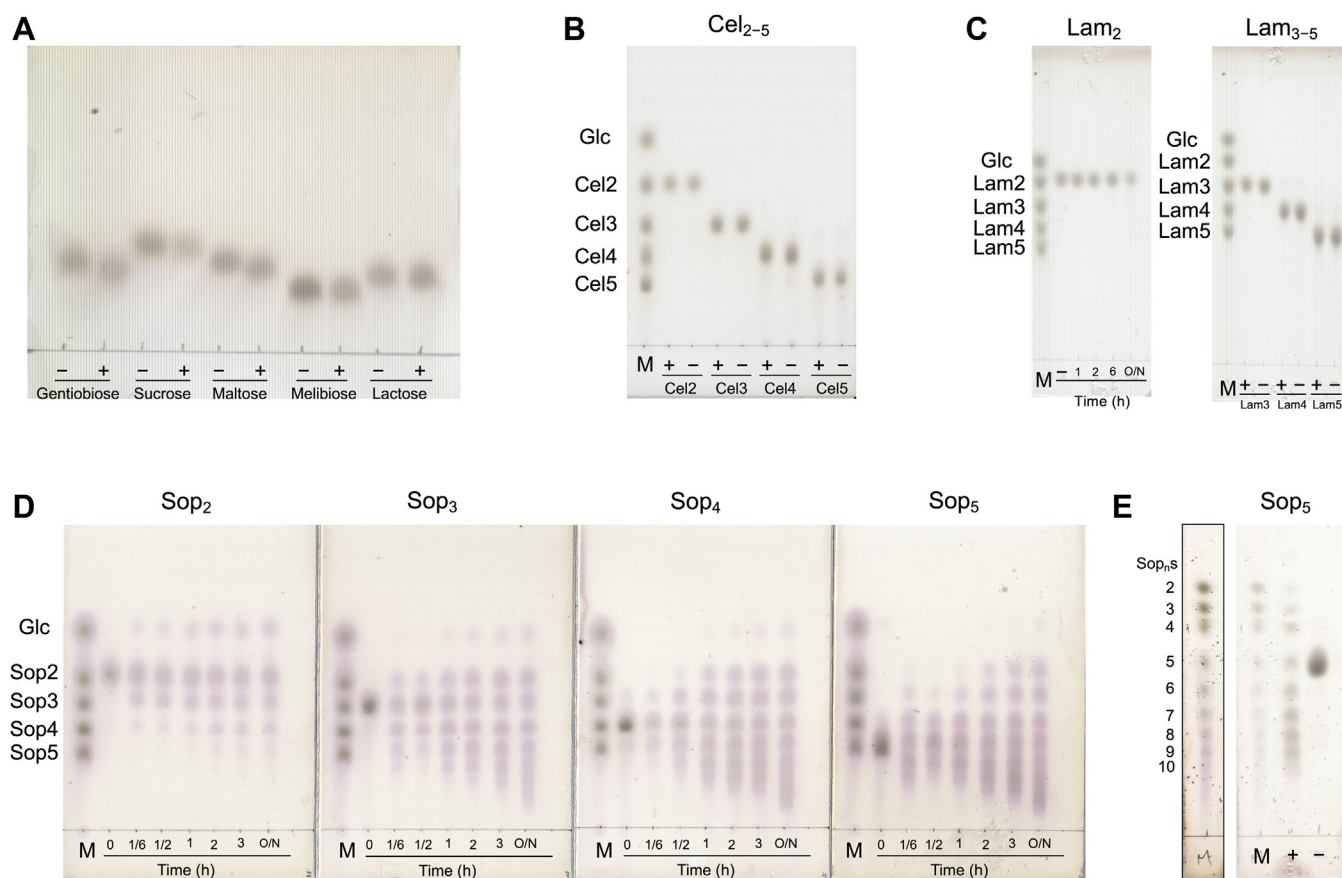 A
− + − + − + − + − +
Gentiobiose Sucrose Maltose Melibiose Lactose
B
Cel2–5
Glc
Cel2
Cel3
Cel4
Cel5
M + − + − + − + −
Cel2 Cel3 Cel4 Cel5
C
Lam2
Glc
Lam2
Lam3
Lam4
Lam5
M − 1 2 6 O/N
Time (h)
Lam3–5
Glc
Lam2
Lam3
Lam4
Lam5
M + − + − + −
Lam3 Lam4 Lam5
D
Sop2 Sop3 Sop4 Sop5
Glc
Sop2
Sop3
Sop4
Sop5
M 0 1/6 1/2 1 2 3 O/N
Time (h)
M 0 1/6 1/2 1 2 3 O/N
Time (h)
M 0 1/6 1/2 1 2 3 O/N
Time (h)
M 0 1/6 1/2 1 2 3 O/N
Time (h)
E
Sop5
Sopns
2
3
4
5
6
7
8
9
10
M
M + −